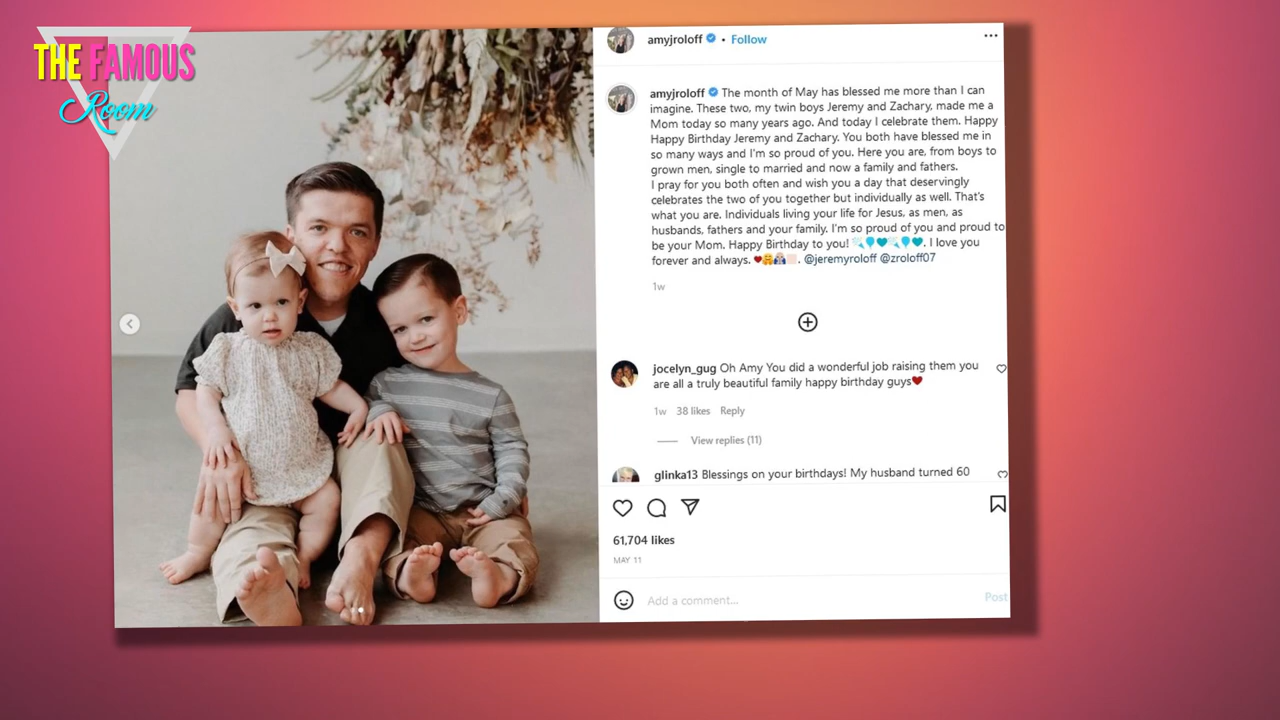 THE FAMOUS
Room
amyjroloff • Follow
amyjroloff The month of May has blessed me more than I can
imagine. These two, my twin boys Jeremy and Zachary, made me a
Mom today so many years ago. And today I celebrate them. Happy
Happy Birthday Jeremy and Zachary. You both have blessed me in
so many ways and I'm so proud of you. Here you are, from boys to
grown men, single to married and now a family and fathers.
I pray for you both often and wish you a day that deservingly
celebrates the two of you together but individually as well. That's
what you are. Individuals living your life for Jesus, as men, as
husbands, fathers and your family. I'm so proud of you and proud to
be your Mom. Happy Birthday to you! . I love you
forever and always. . @jeremyroloff @zroloff07
1w
jocelyn_gug Oh Amy You did a wonderful job raising them you
are all a truly beautiful family happy birthday guys
1w 38 likes Reply
View replies (11)
glinka13 Blessings on your birthdays! My husband turned 60
61,704 likes
MAY 11
Add a comment...
Post